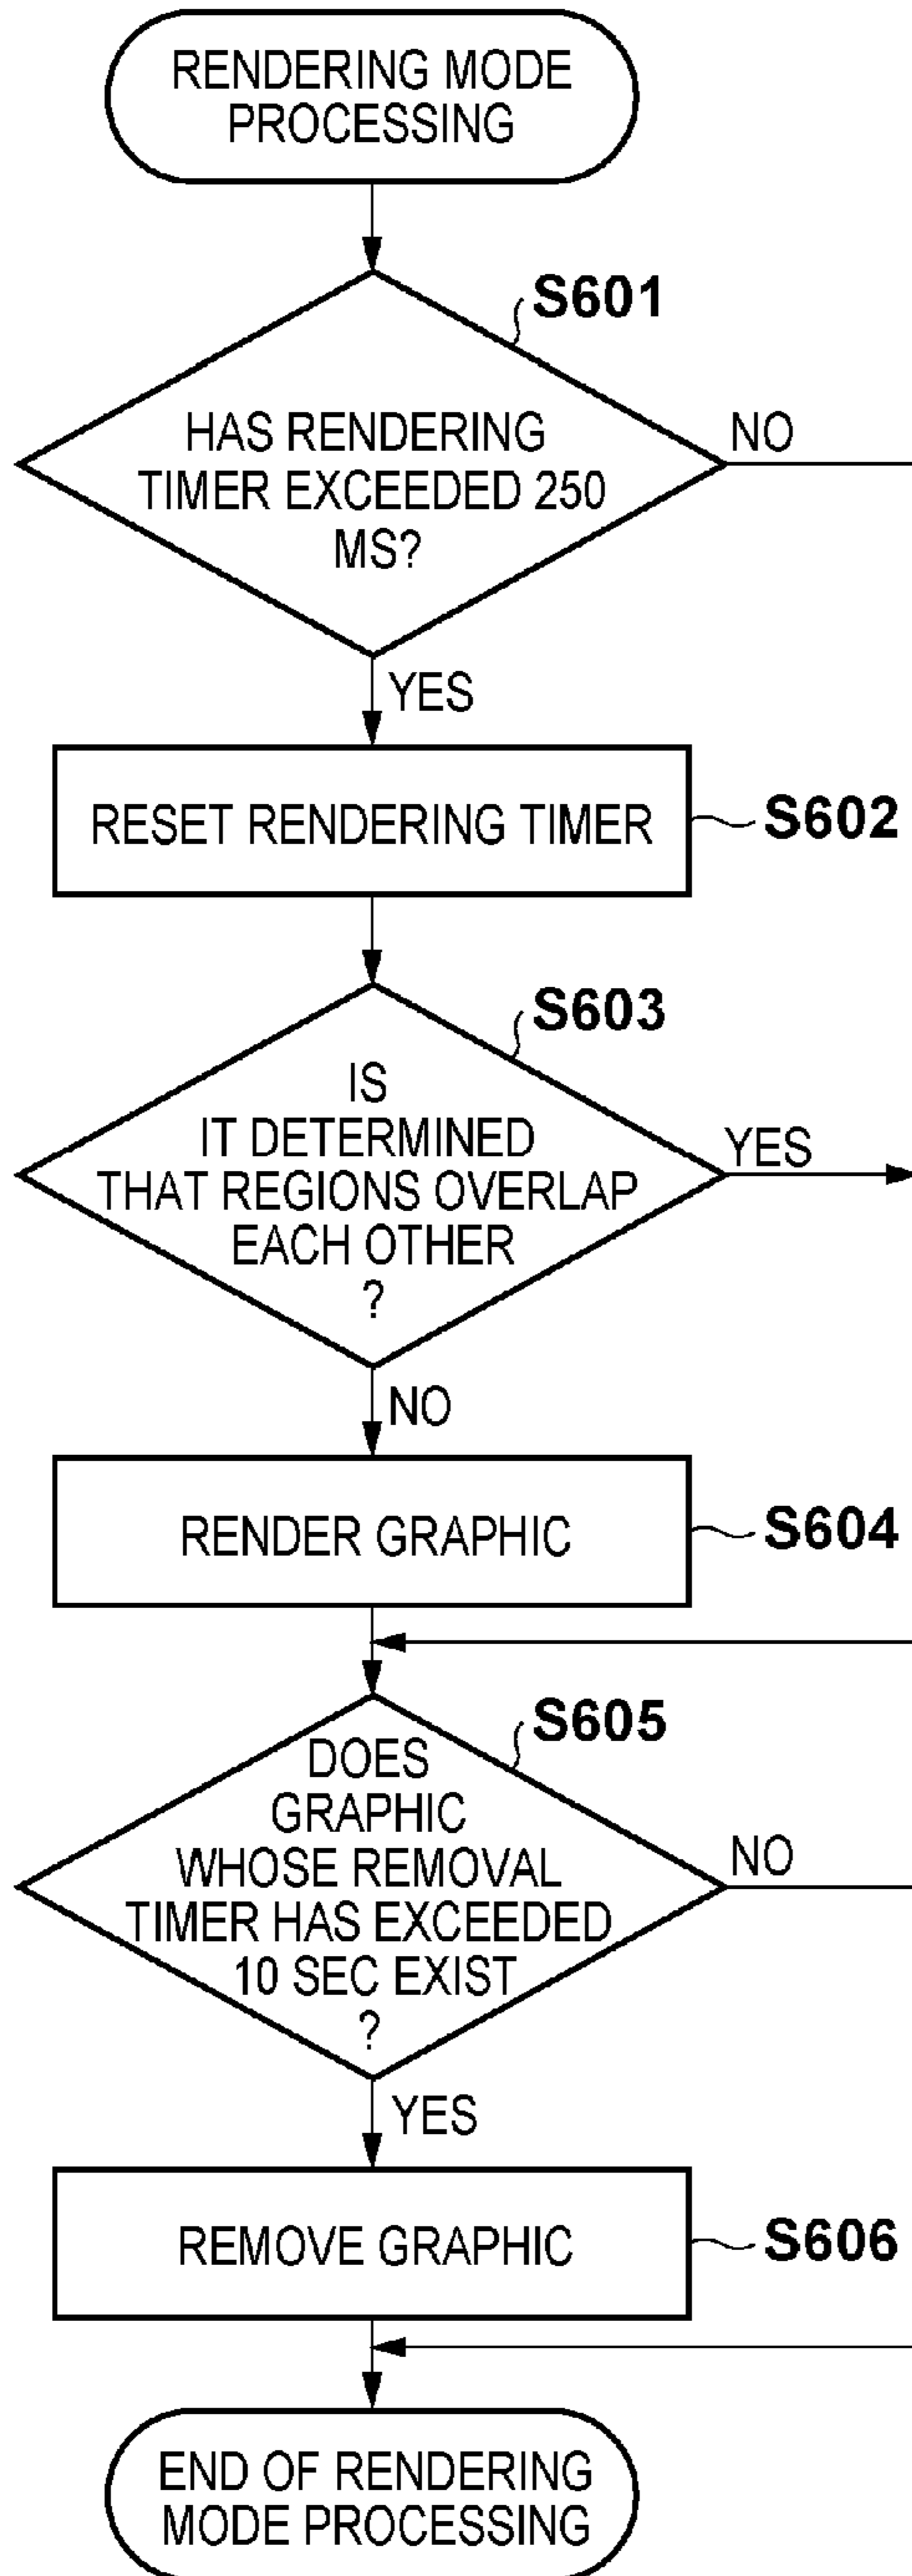 RENDERING MODE
PROCESSING
S601
HAS RENDERING
TIMER EXCEEDED 250
MS?
NO
YES
RESET RENDERING TIMER
S602
S603
IS
IT DETERMINED
THAT REGIONS OVERLAP
EACH OTHER
?
YES
NO
RENDER GRAPHIC
S604
S605
DOES
GRAPHIC
WHOSE REMOVAL
TIMER HAS EXCEEDED
10 SEC EXIST
?
NO
YES
REMOVE GRAPHIC
S606
END OF RENDERING
MODE PROCESSING